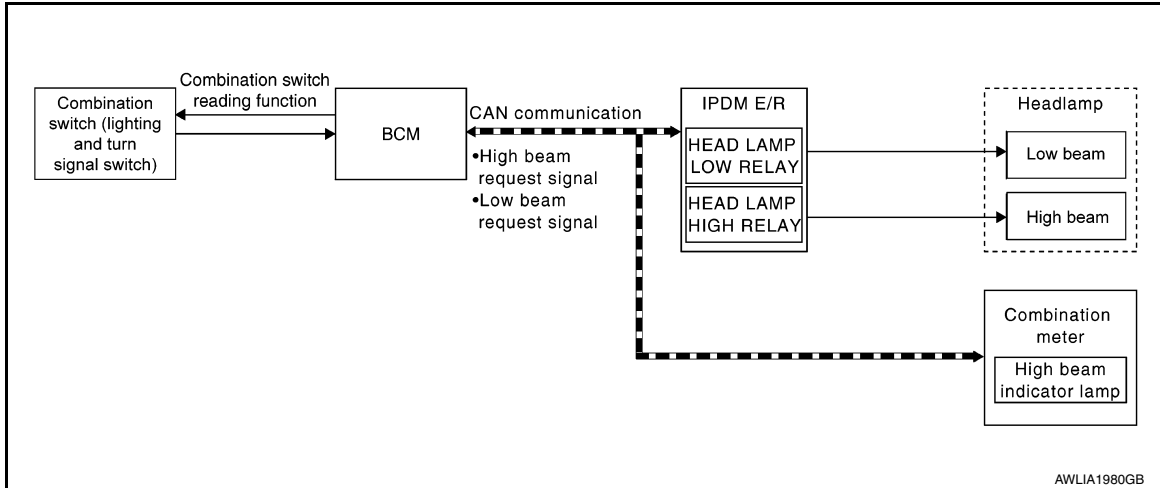 Combination switch
reading function
Combination
switch (lighting
and turn
signal switch)
BCM
CAN communication
•High beam
request signal
•Low beam
request signal
IPDM E/R
HEAD LAMP
LOW RELAY
HEAD LAMP
HIGH RELAY
Headlamp
Low beam
High beam
Combination
meter
High beam
indicator lamp
AWLIA1980GB